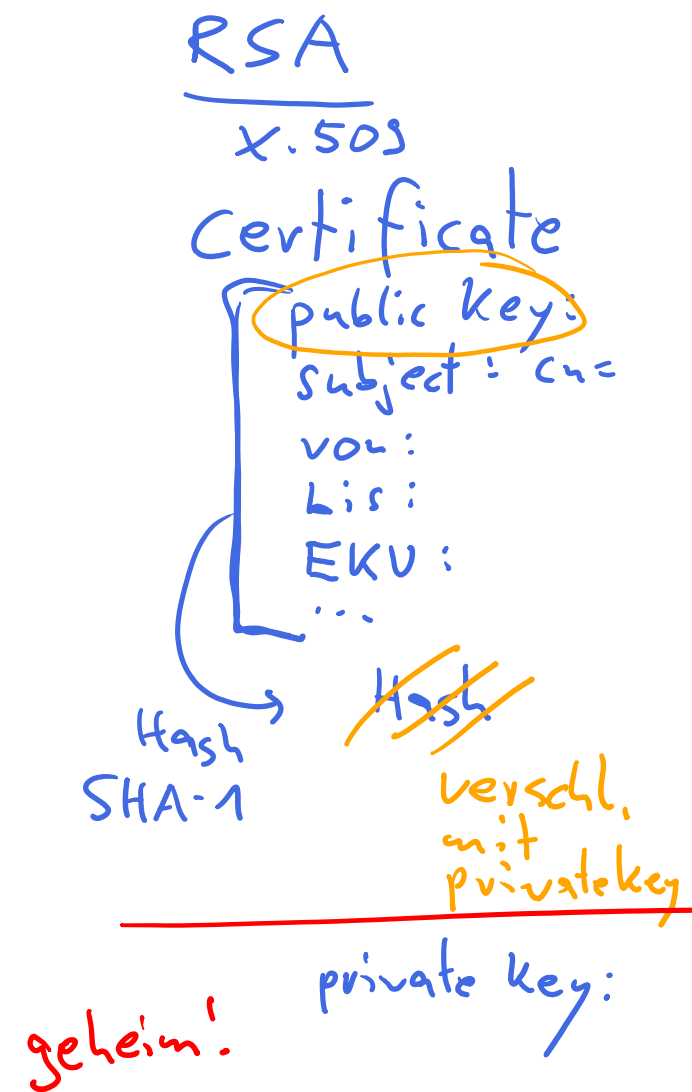 RSA
X.509
Certificate
public Key:
subject: cn=
von:
bis:
EKU:
...
Hash
Hash
SHA-1
verschl.
mit
privatekey
private key:
geheim!